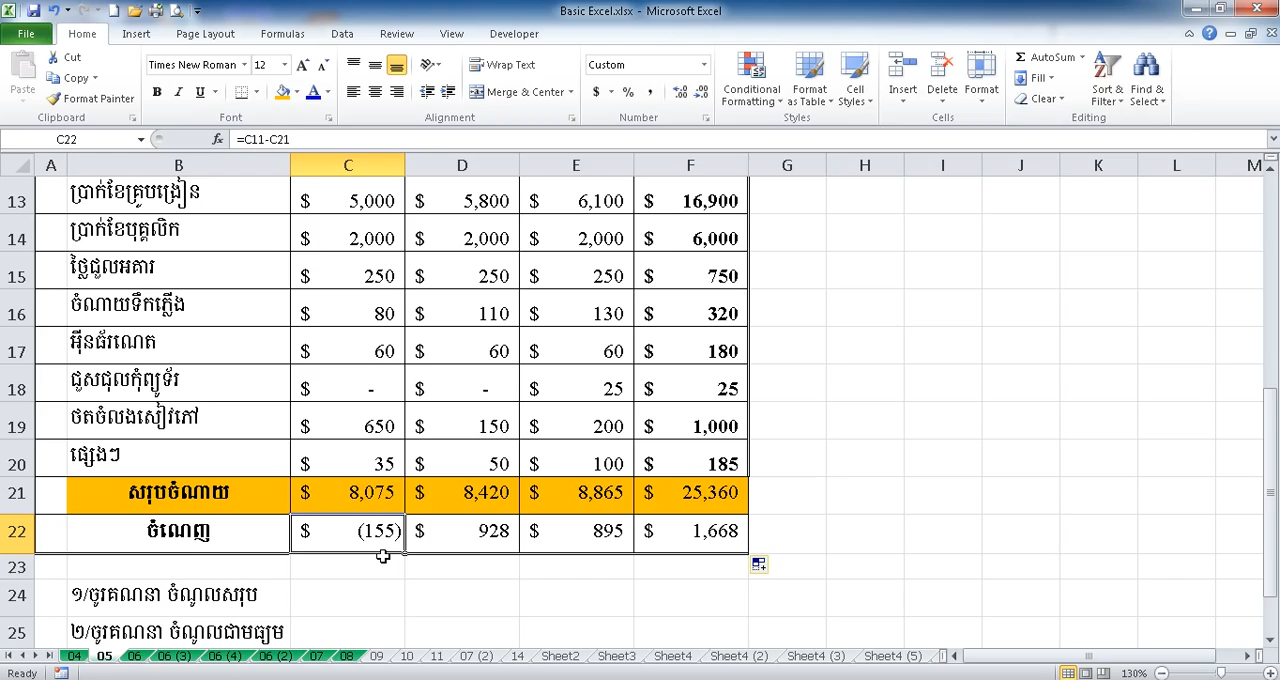 Basic Excel.xlsx - Microsoft Excel
File Home Insert Page Layout Formulas Data Review View Developer
Paste Cut Copy Format Painter Clipboard
Times New Roman 12 A A B I U A Font
Wrap Text Merge & Center Alignment
Custom $ % , Number
Conditional Formatting Format as Table Cell Styles Styles
Insert Delete Format Cells
Σ AutoSum Fill Clear Sort & Filter Find & Select Editing
C22 fx =C11-C21
A B C D E F G H I J K L M
13 ប្រាក់ខែគ្រូបង្រៀន $ 5,000 $ 5,800 $ 6,100 $ 16,900
14 ប្រាក់ខែបុគ្គលិក $ 2,000 $ 2,000 $ 2,000 $ 6,000
15 ថ្លៃជួលអគារ $ 250 $ 250 $ 250 $ 750
16 ចំណាយទឹកភ្លើង $ 80 $ 110 $ 130 $ 320
17 អ៊ីនធ័រណេត $ 60 $ 60 $ 60 $ 180
18 ជួសជុលកុំព្យូទ័រ $ - $ - $ 25 $ 25
19 ថតចំលងសៀវភៅ $ 650 $ 150 $ 200 $ 1,000
20 ផ្សេងៗ $ 35 $ 50 $ 100 $ 185
21 សរុបចំណាយ $ 8,075 $ 8,420 $ 8,865 $ 25,360
22 ចំណេញ $ (155) $ 928 $ 895 $ 1,668
23
24 ១/ចូរគណនា ចំណូលសរុប
25 ២/ចូរគណនា ចំណូលជាមធ្យម
04 05 06 06 (3) 06 (4) 06 (2) 07 08 09 10 11 07 (2) 14 Sheet2 Sheet3 Sheet4 Sheet4 (2) Sheet4 (3) Sheet4 (5)
Ready 130%